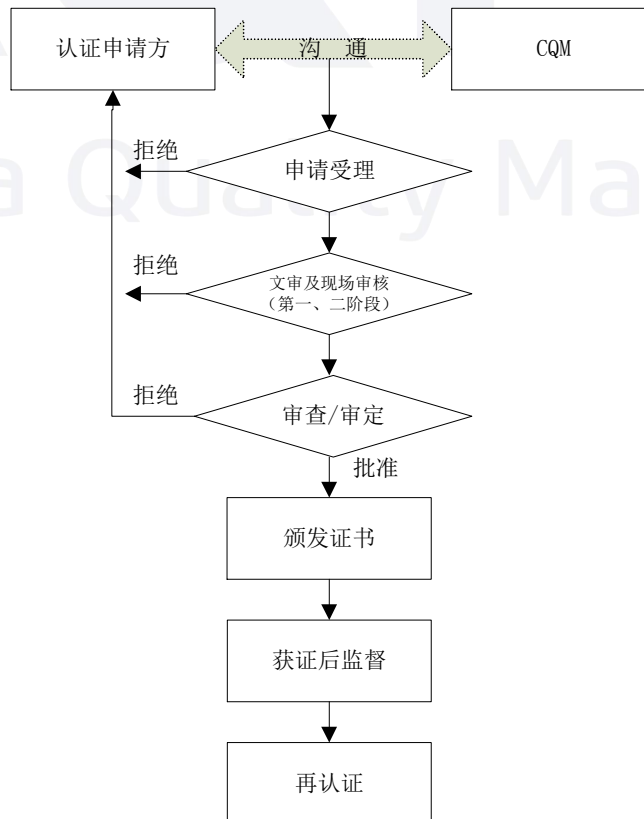 认证申请方
沟 通
CQM
拒绝
申请受理
拒绝
文审及现场审核
（第一、二阶段）
拒绝
审查/审定
批准
颁发证书
获证后监督
再认证
a Quality Ma